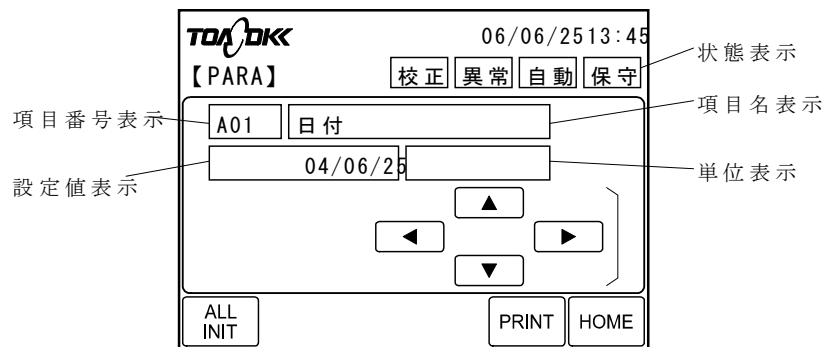 TOA DKK 06/06/2513:45
【PARA】 校正 異常 自動 保守
状態表示
項目番号表示 A01 日付 項目名表示
設定値表示 04/06/25 単位表示
▲
◀ ▶
▼
ALL INIT PRINT HOME